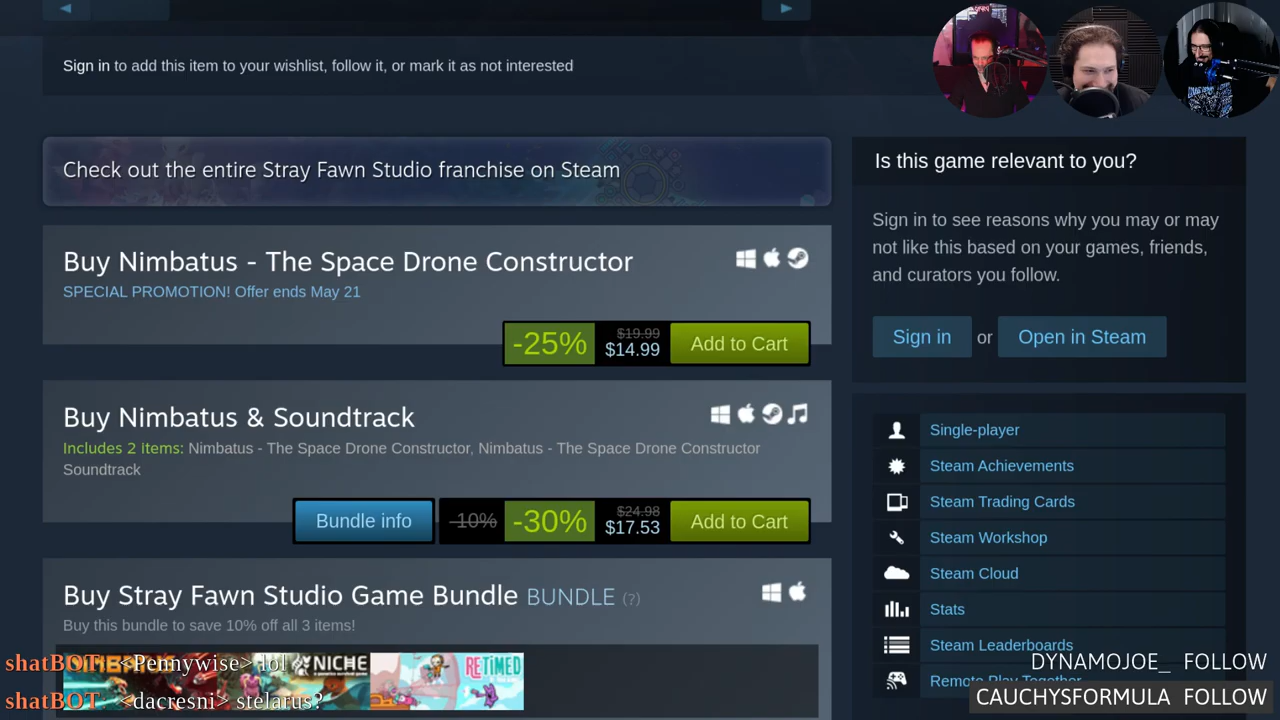 Sign in to add this item to your wishlist, follow it, or mark it as not interested
Check out the entire Stray Fawn Studio franchise on Steam
Buy Nimbatus - The Space Drone Constructor
SPECIAL PROMOTION! Offer ends May 21
-25%
$19.99
$14.99
Add to Cart
Buy Nimbatus & Soundtrack
Includes 2 items: Nimbatus - The Space Drone Constructor, Nimbatus - The Space Drone Constructor
Soundtrack
Bundle info
-10%
-30%
$24.98
$17.53
Add to Cart
Buy Stray Fawn Studio Game Bundle BUNDLE (?)
Buy this bundle to save 10% off all 3 items!
NICHE
RETIMED
shatBOT <Pennywise> lol
shatBOT <dacresni> stelarus?
Is this game relevant to you?
Sign in to see reasons why you may or may
not like this based on your games, friends,
and curators you follow.
Sign in or Open in Steam
Single-player
Steam Achievements
Steam Trading Cards
Steam Workshop
Steam Cloud
Stats
Steam Leaderboards
Remote Play Together
DYNAMOJOE_ FOLLOW
CAUCHYSFORMULA FOLLOW